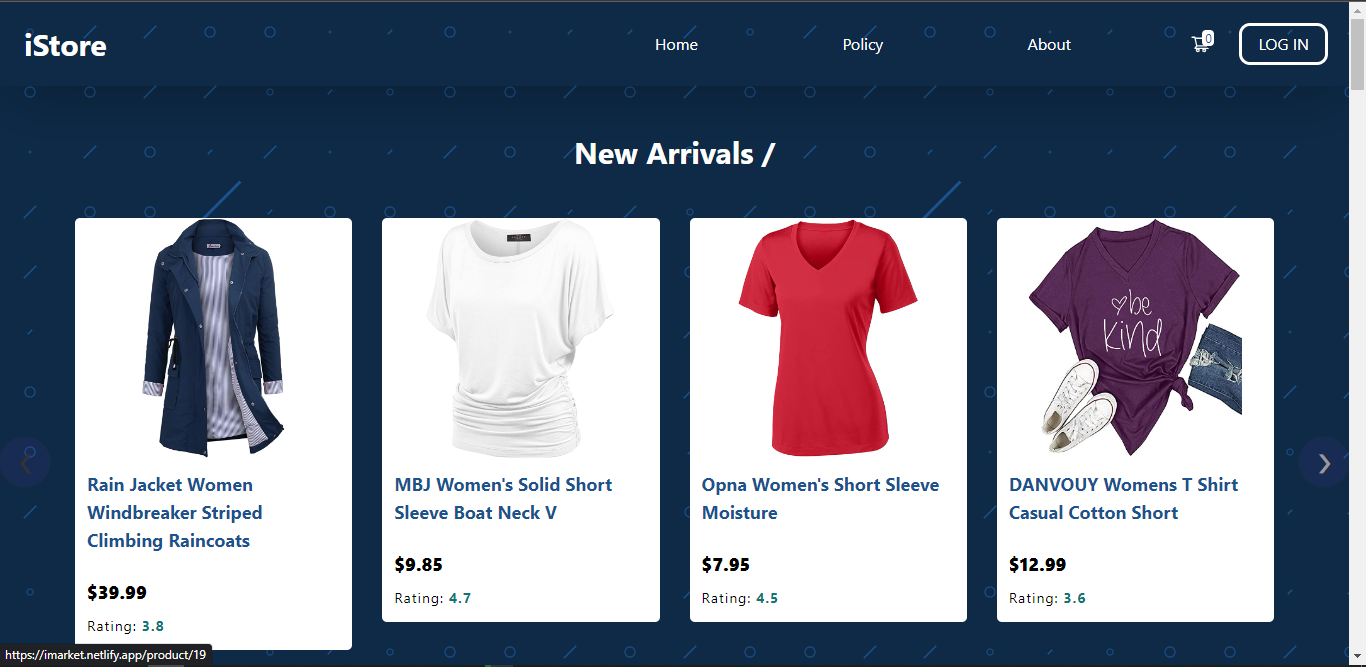 iStore
Home
Policy
About
0
LOG IN
New Arrivals /
be
kind
Rain Jacket Women
Windbreaker Striped
Climbing Raincoats
$39.99
Rating: 3.8
MBJ Women's Solid Short
Sleeve Boat Neck V
$9.85
Rating: 4.7
Opna Women's Short Sleeve
Moisture
$7.95
Rating: 4.5
DANVOUY Womens T Shirt
Casual Cotton Short
$12.99
Rating: 3.6
https://imarket.netlify.app/product/19